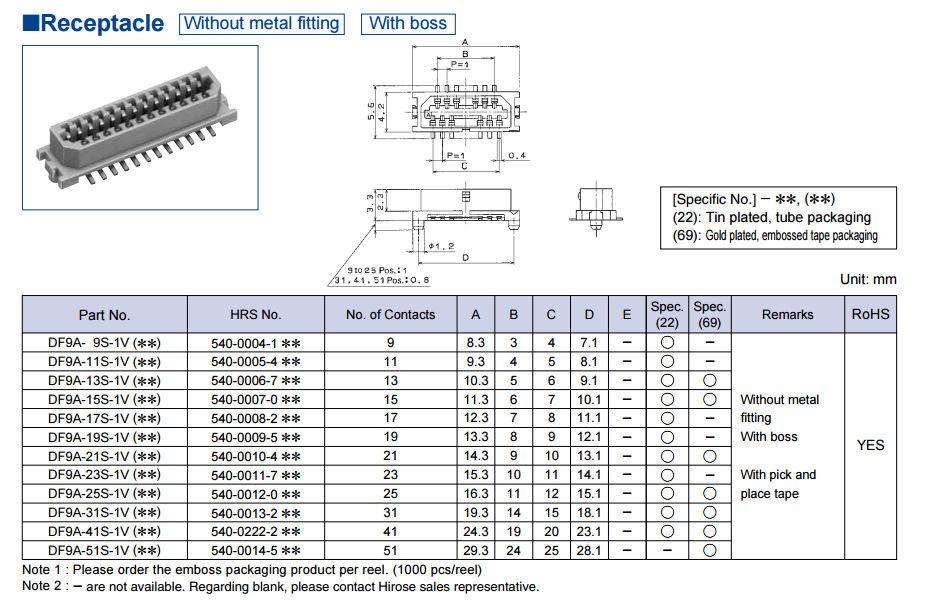 ■Receptacle Without metal fitting With boss
A
B
P=1
5.6
4.2
A
P=1
0.4
C
3.3
2.3
φ1.2
D
9 to 25 Pos.:1
31,41,51 Pos.:0.8
[Specific No.] – ✻✻, (✻✻)
(22): Tin plated, tube packaging
(69): Gold plated, embossed tape packaging
Unit: mm
Part No. HRS No. No. of Contacts A B C D E Spec. (22) Spec. (69) Remarks RoHS
DF9A- 9S-1V (✻✻) 540-0004-1 ✻✻ 9 8.3 3 4 7.1 – ○ –
DF9A-11S-1V (✻✻) 540-0005-4 ✻✻ 11 9.3 4 5 8.1 – ○ –
DF9A-13S-1V (✻✻) 540-0006-7 ✻✻ 13 10.3 5 6 9.1 – ○ ○
DF9A-15S-1V (✻✻) 540-0007-0 ✻✻ 15 11.3 6 7 10.1 – ○ ○ Without metal
DF9A-17S-1V (✻✻) 540-0008-2 ✻✻ 17 12.3 7 8 11.1 – ○ – fitting
DF9A-19S-1V (✻✻) 540-0009-5 ✻✻ 19 13.3 8 9 12.1 – ○ – With boss
DF9A-21S-1V (✻✻) 540-0010-4 ✻✻ 21 14.3 9 10 13.1 – ○ ○ YES
DF9A-23S-1V (✻✻) 540-0011-7 ✻✻ 23 15.3 10 11 14.1 – ○ – With pick and
DF9A-25S-1V (✻✻) 540-0012-0 ✻✻ 25 16.3 11 12 15.1 – ○ ○ place tape
DF9A-31S-1V (✻✻) 540-0013-2 ✻✻ 31 19.3 14 15 18.1 – ○ ○
DF9A-41S-1V (✻✻) 540-0222-2 ✻✻ 41 24.3 19 20 23.1 – ○ ○
DF9A-51S-1V (✻✻) 540-0014-5 ✻✻ 51 29.3 24 25 28.1 – – ○
Note 1 : Please order the emboss packaging product per reel. (1000 pcs/reel)
Note 2 : – are not available. Regarding blank, please contact Hirose sales representative.